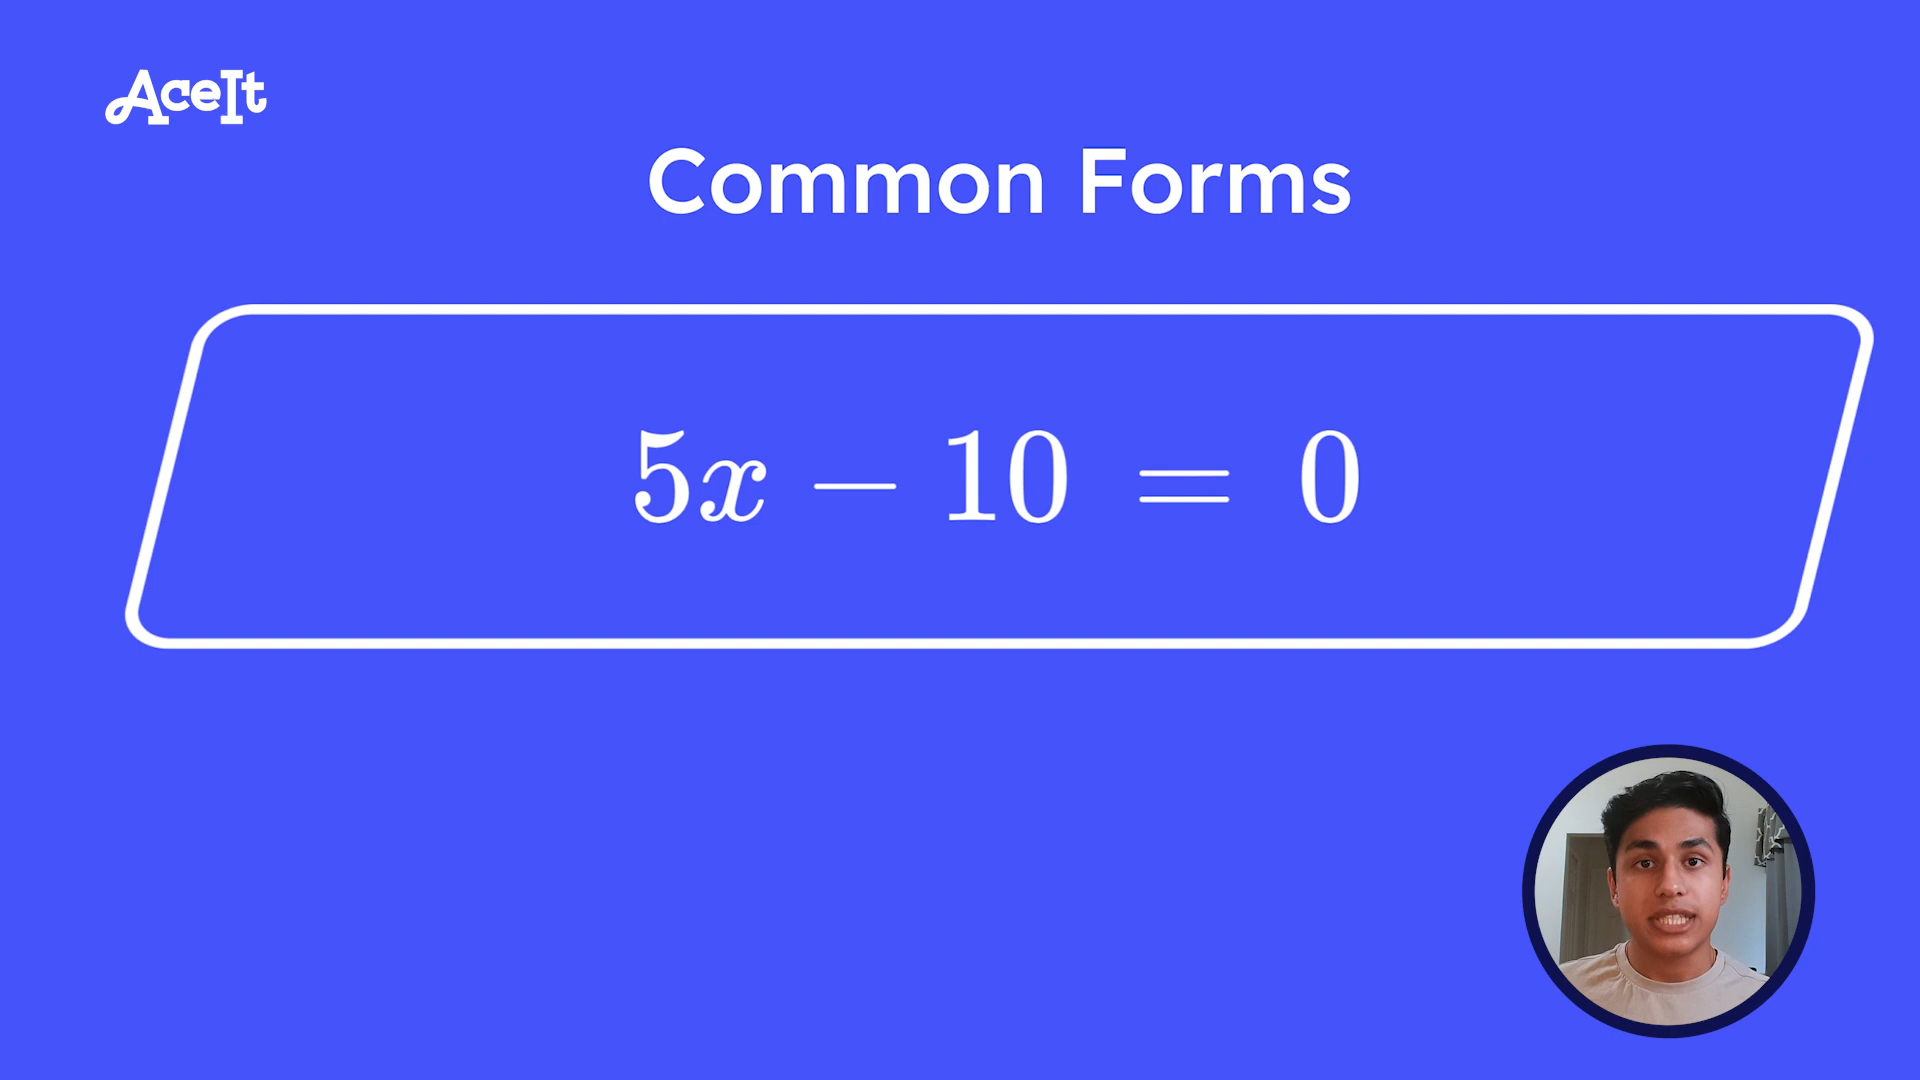 AceIt
Common Forms
5x − 10 = 0